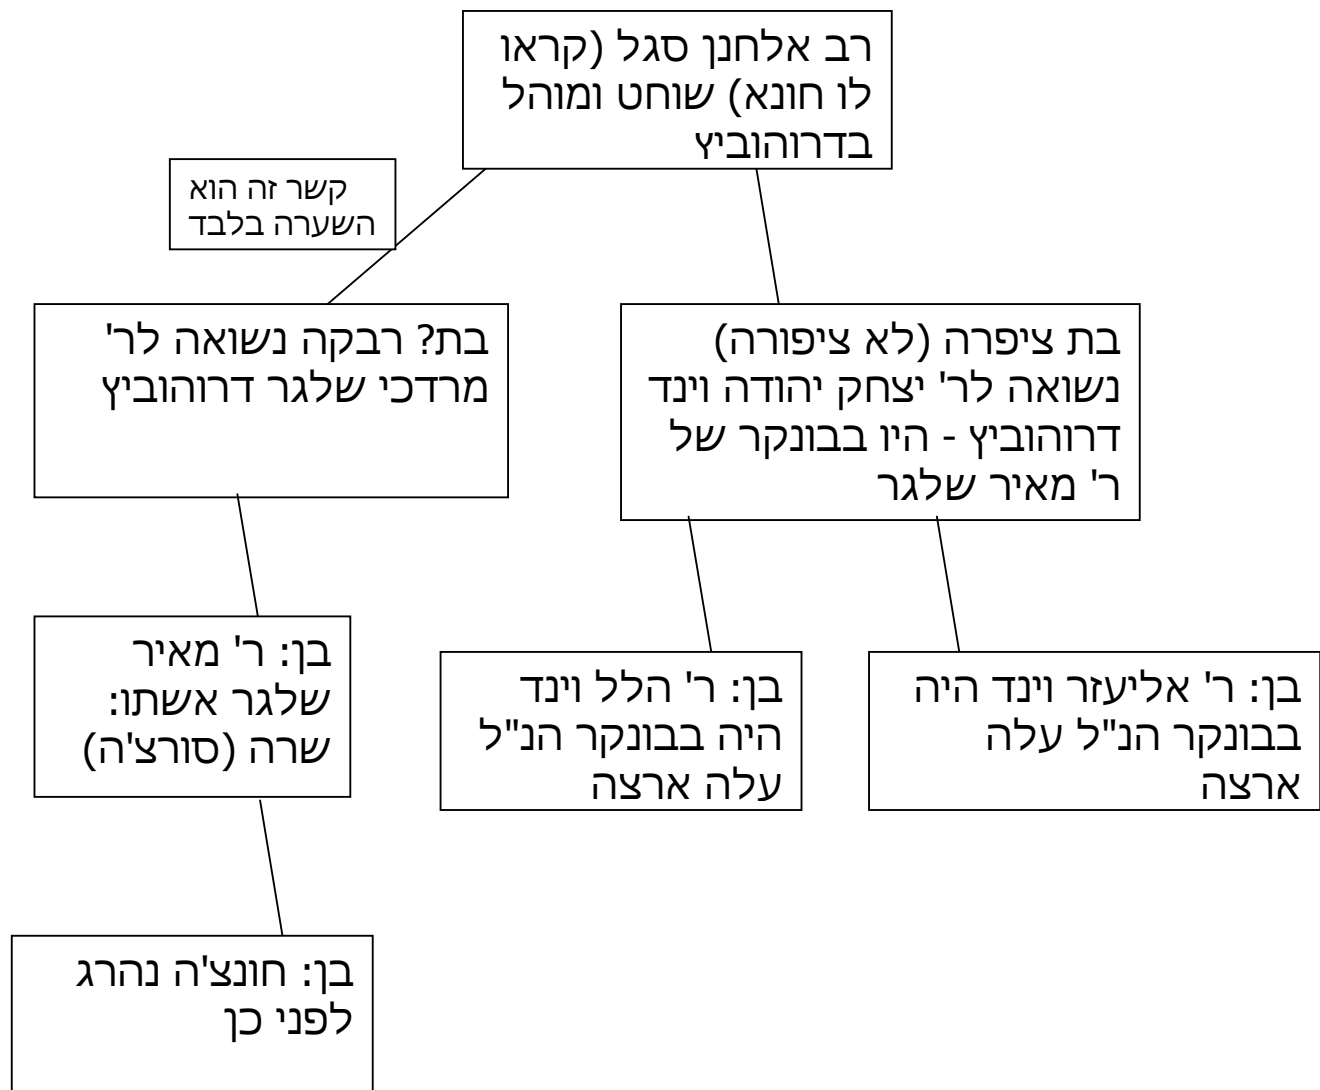 רב אלחנן סגל (קראו
לו חונא) שוחט ומוהל
בדרוהוביץ
קשר זה הוא
השערה בלבד
בת ציפרה (לא ציפורה)
נשואה לר' יצחק יהודה וינד
דרוהוביץ - היו בבונקר של
ר' מאיר שלגר
בת? רבקה נשואה לר'
מרדכי שלגר דרוהוביץ
בן: ר' אליעזר וינד היה
בבונקר הנ"ל עלה
ארצה
בן: ר' הלל וינד
היה בבונקר הנ"ל
עלה ארצה
בן: ר' מאיר
שלגר אשתו:
שרה (סורצ'ה)
בן: חונצ'ה נהרג
לפני כן